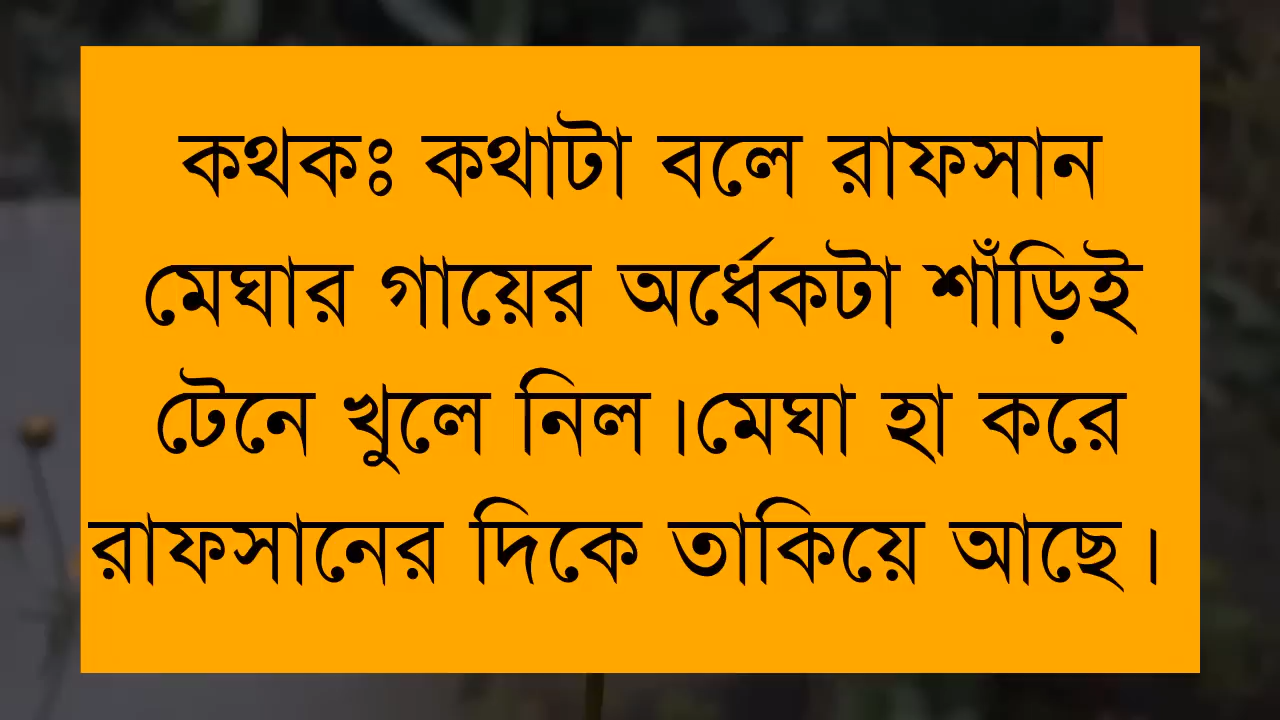 কথকঃ কথাটা বলে রাফসান
মেঘার গায়ের অর্ধেকটা শাঁড়িই
টেনে খুলে নিল।মেঘা হা করে
রাফসানের দিকে তাকিয়ে আছে।